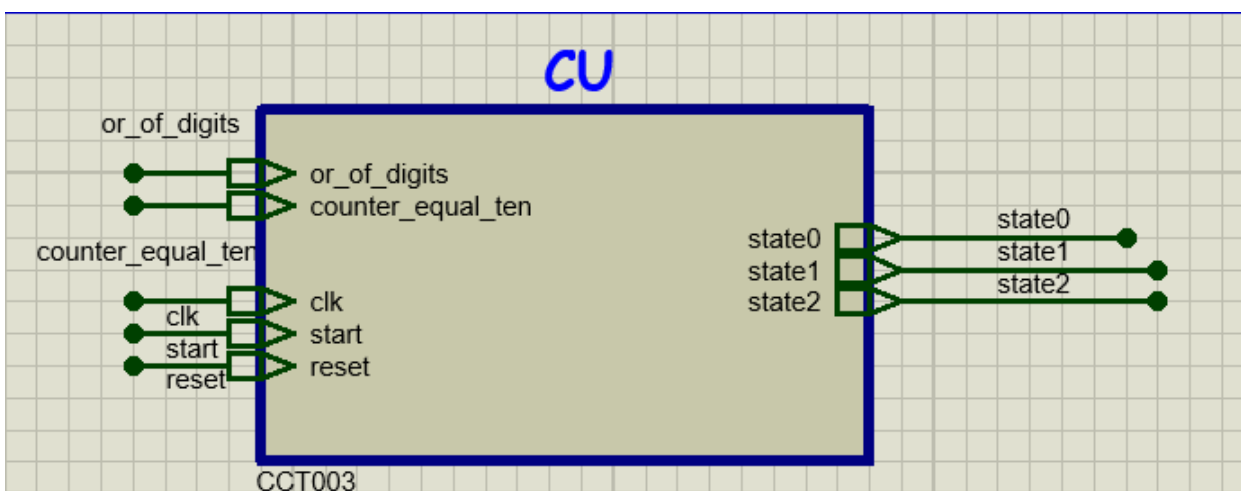 CU
or_of_digits
or_of_digits
counter_equal_ten
counter_equal_ten
clk
clk
start
start
reset
reset
state0
state0
state1
state1
state2
state2
CCT003